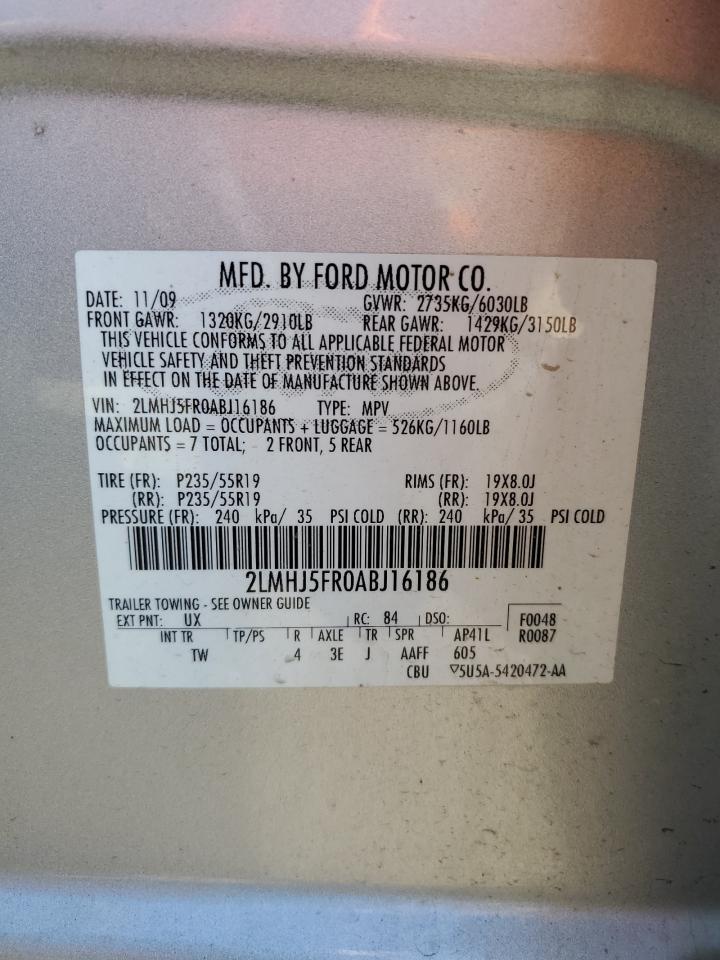 MFD. BY FORD MOTOR CO.
DATE: 11/09 GVWR: 2735KG/6030LB
FRONT GAWR: 1320KG/2910LB REAR GAWR: 1429KG/3150LB
THIS VEHICLE CONFORMS TO ALL APPLICABLE FEDERAL MOTOR
VEHICLE SAFETY AND THEFT PREVENTION STANDARDS
IN EFFECT ON THE DATE OF MANUFACTURE SHOWN ABOVE.
VIN: 2LMHJ5FR0ABJ16186 TYPE: MPV
MAXIMUM LOAD = OCCUPANTS + LUGGAGE = 526KG/1160LB
OCCUPANTS = 7 TOTAL; 2 FRONT, 5 REAR
TIRE (FR): P235/55R19 RIMS (FR): 19X8.0J
(RR): P235/55R19 (RR): 19X8.0J
PRESSURE (FR): 240 kPa/ 35 PSI COLD (RR): 240 kPa/ 35 PSI COLD
2LMHJ5FR0ABJ16186
TRAILER TOWING - SEE OWNER GUIDE
EXT PNT: UX RC: 84 DSO: F0048
INT TR TP/PS R AXLE TR SPR AP41L R0087
TW 4 3E J AAFF 605
CBU ▽5U5A-5420472-AA